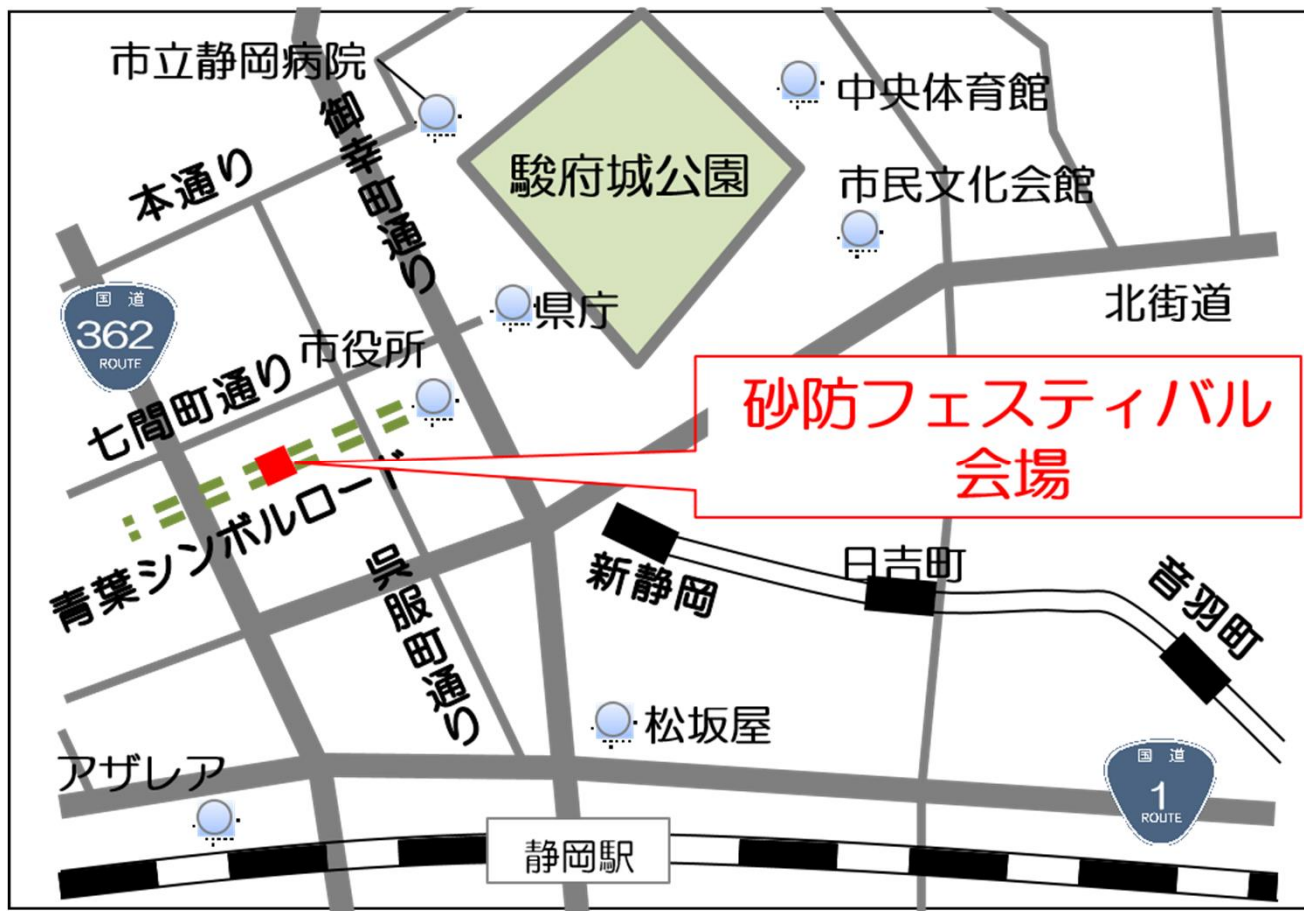 市立静岡病院
御幸町通り
中央体育館
本通り
駿府城公園
市民文化会館
国道
362
ROUTE
県庁
北街道
市役所
七間町通り
砂防フェスティバル
会場
青葉シンボルロード
呉服町通り
新静岡
日吉町
音羽町
松坂屋
アザレア
国道
1
ROUTE
静岡駅